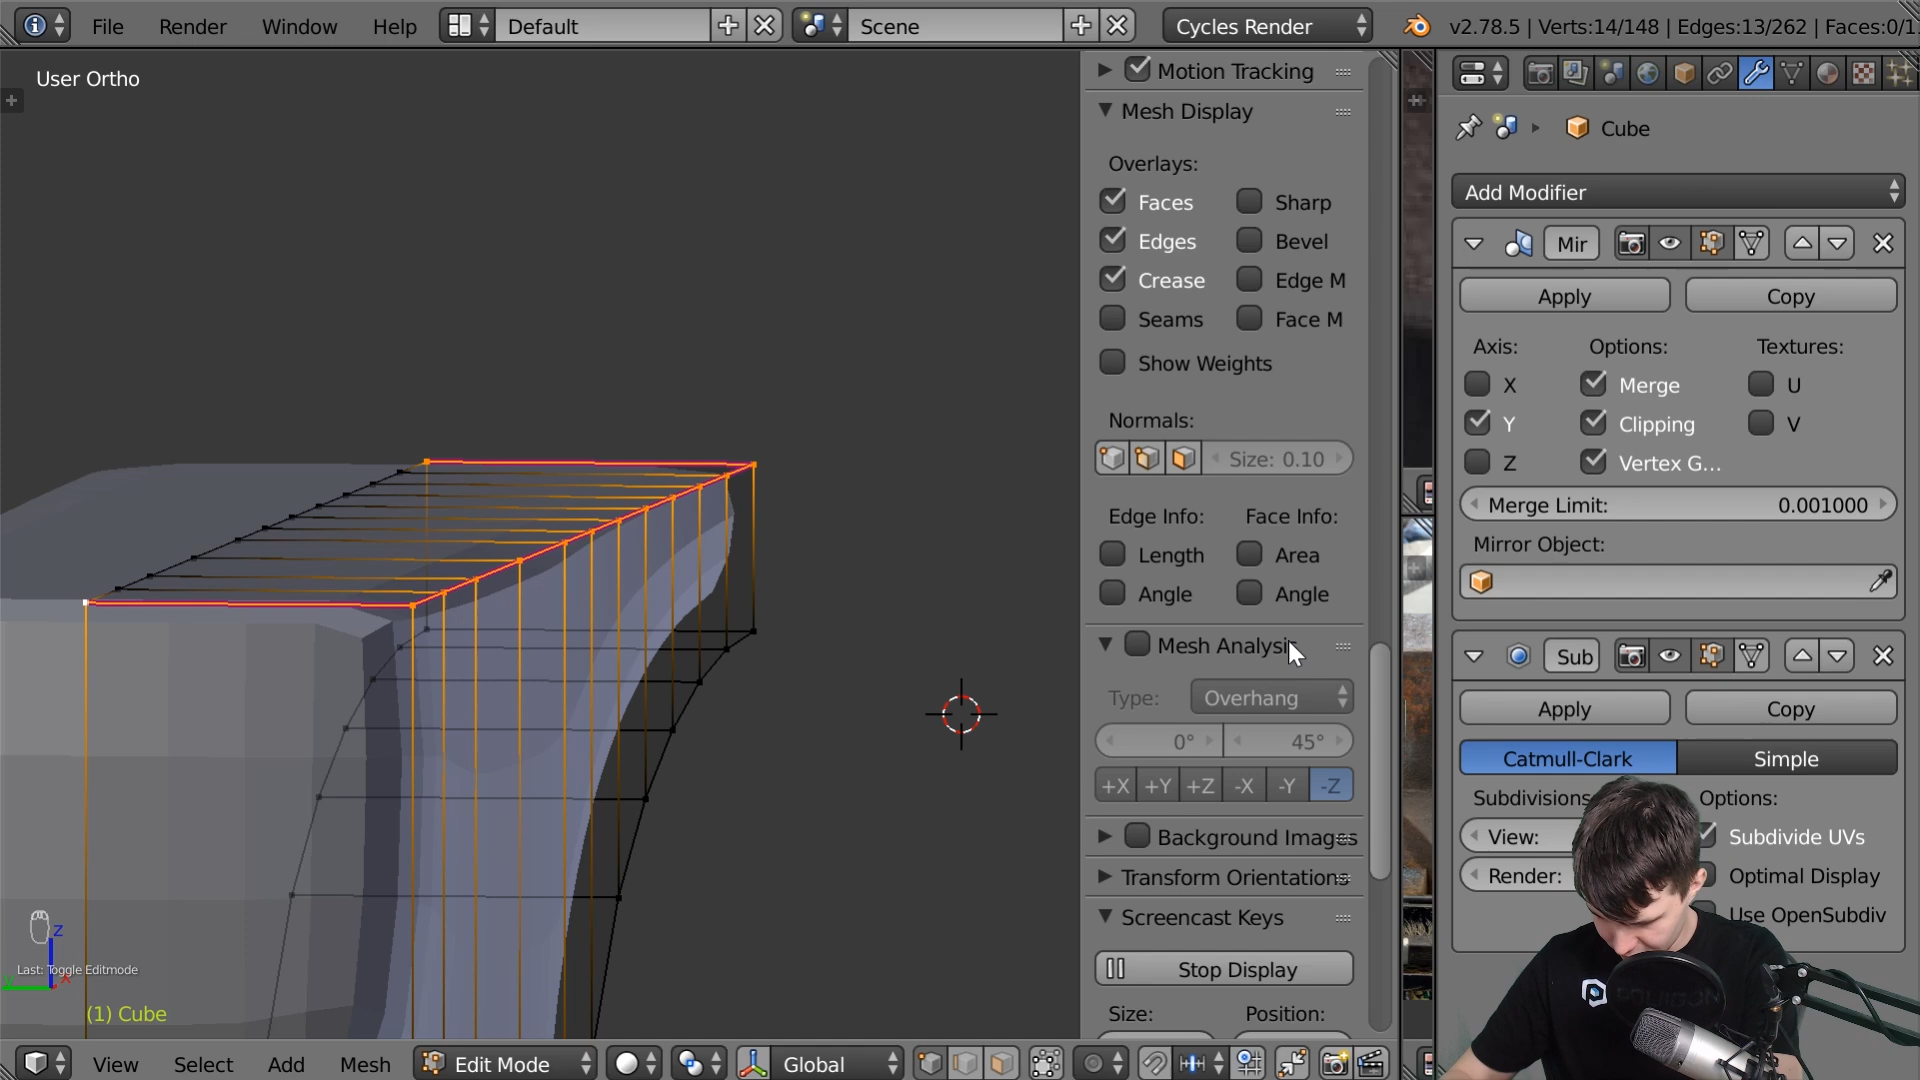 File Render Window Help Default Scene Cycles Render v2.78.5 | Verts:14/148 | Edges:13/262 | Faces:0/1
User Ortho
Motion Tracking
Mesh Display
Overlays:
Faces Sharp
Edges Bevel
Crease Edge M
Seams Face M
Show Weights
Normals:
Size: 0.10
Edge Info: Face Info:
Length Area
Angle Angle
Mesh Analysis
Type: Overhang
0° 45°
+X +Y +Z -X -Y -Z
Background Images
Transform Orientations
Screencast Keys
Stop Display
Size: Position:
Cube
Add Modifier
Mir
Apply Copy
Axis: Options: Textures:
X Merge U
Y Clipping V
Z Vertex G...
Merge Limit: 0.001000
Mirror Object:
Sub
Apply Copy
Catmull-Clark Simple
Subdivisions Options:
View: Subdivide UVs
Render: Optimal Display
Use OpenSubdiv
z
Last: Toggle Editmode
y x
(1) Cube
View Select Add Mesh Edit Mode Global